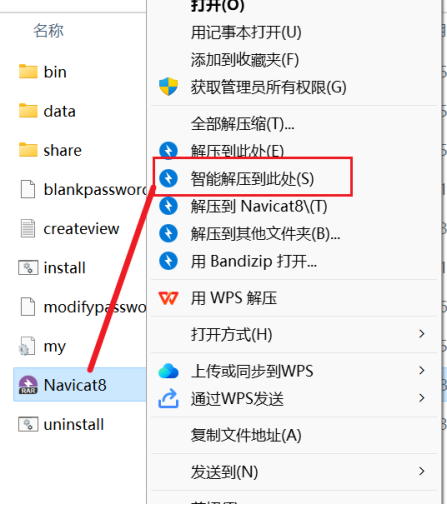 打开(O)
名称
用记事本打开(U)
添加到收藏夹(F)
bin
获取管理员所有权限(G)
data
全部解压缩(T)...
share
解压到此处(E)
blankpassword
智能解压到此处(S)
解压到 Navicat8\(T)
createview
解压到其他文件夹(B)...
install
用 Bandizip 打开...
modifypasswo
用 WPS 解压
my
打开方式(H)
RAR
Navicat8
上传或同步到WPS
通过WPS发送
uninstall
复制文件地址(A)
发送到(N)